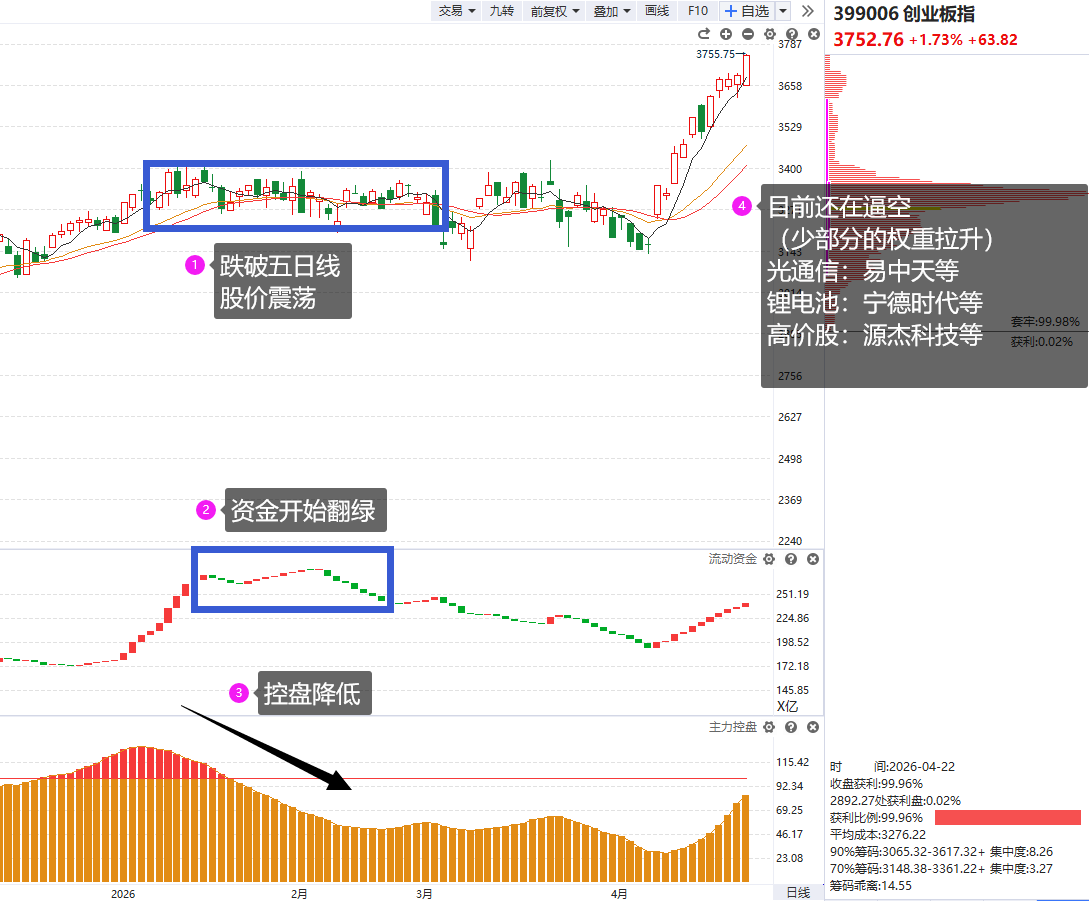 交易 九转 前复权 叠加 画线 F10 + 自选
399006 创业板指
3752.76 +1.73% +63.82
3755.75
3787
3658
3529
3400
3143
2756
2627
2498
2369
2240
1 跌破五日线
股价震荡
4 目前还在逼空
（少部分的权重拉升）
光通信：易中天等
锂电池：宁德时代等
高价股：源杰科技等
套牢:99.98%
获利:0.02%
2 资金开始翻绿
流动资金
251.19
224.86
198.52
172.18
145.85
X亿
3 控盘降低
主力控盘
115.42
92.34
69.25
46.17
23.08
2026 2月 3月 4月 日线
时 间:2026-04-22
收盘获利:99.96%
2892.27处获利盘:0.02%
获利比例:99.96%
平均成本:3276.22
90%筹码:3065.32-3617.32+ 集中度:8.26
70%筹码:3148.38-3361.22+ 集中度:3.27
筹码乖离:14.55